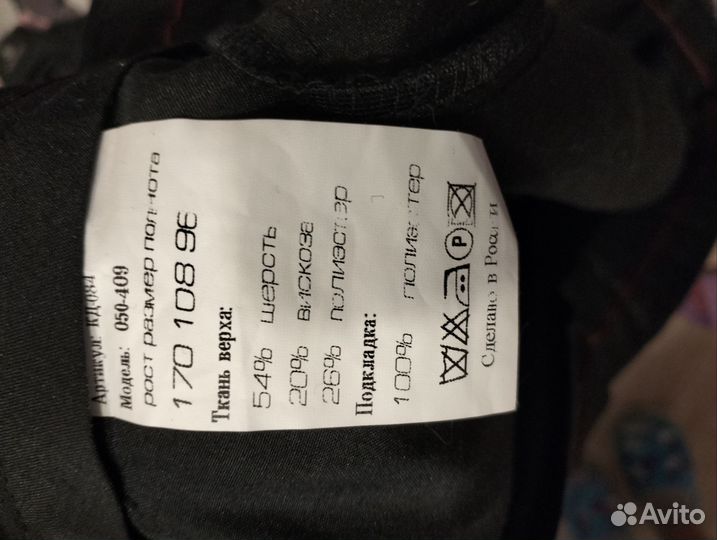 Артикул:
Модель: 050-409
рост размер полнота
170 108 96
Ткань верха:
54% шерсть
20% вискоза
26% полиэстер
Подкладка:
100% полиэстер
P
Сделано в России
Avito